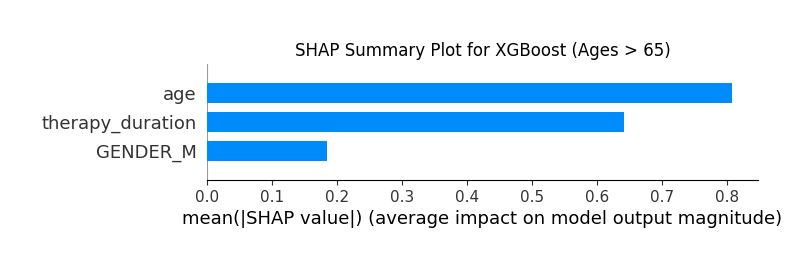 SHAP Summary Plot for XGBoost (Ages > 65)
age
therapy_duration
GENDER_M
0.0 0.1 0.2 0.3 0.4 0.5 0.6 0.7 0.8
mean(|SHAP value|) (average impact on model output magnitude)